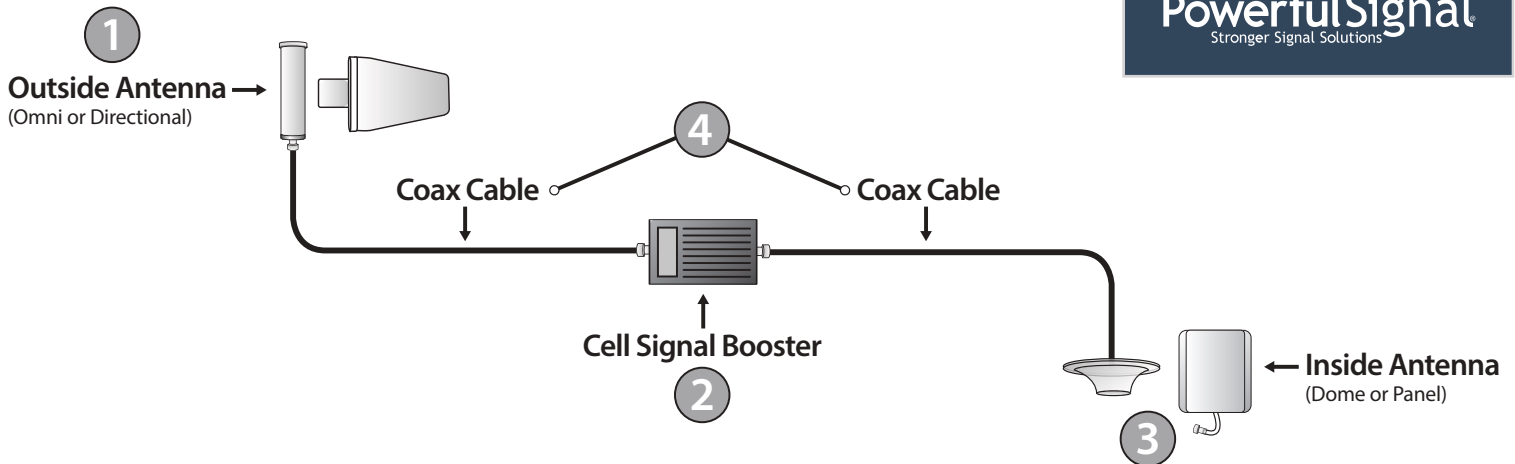 PowerfulSignal®
Stronger Signal Solutions
1
Outside Antenna
(Omni or Directional)
4
Coax Cable
Coax Cable
Cell Signal Booster
2
Inside Antenna
(Dome or Panel)
3